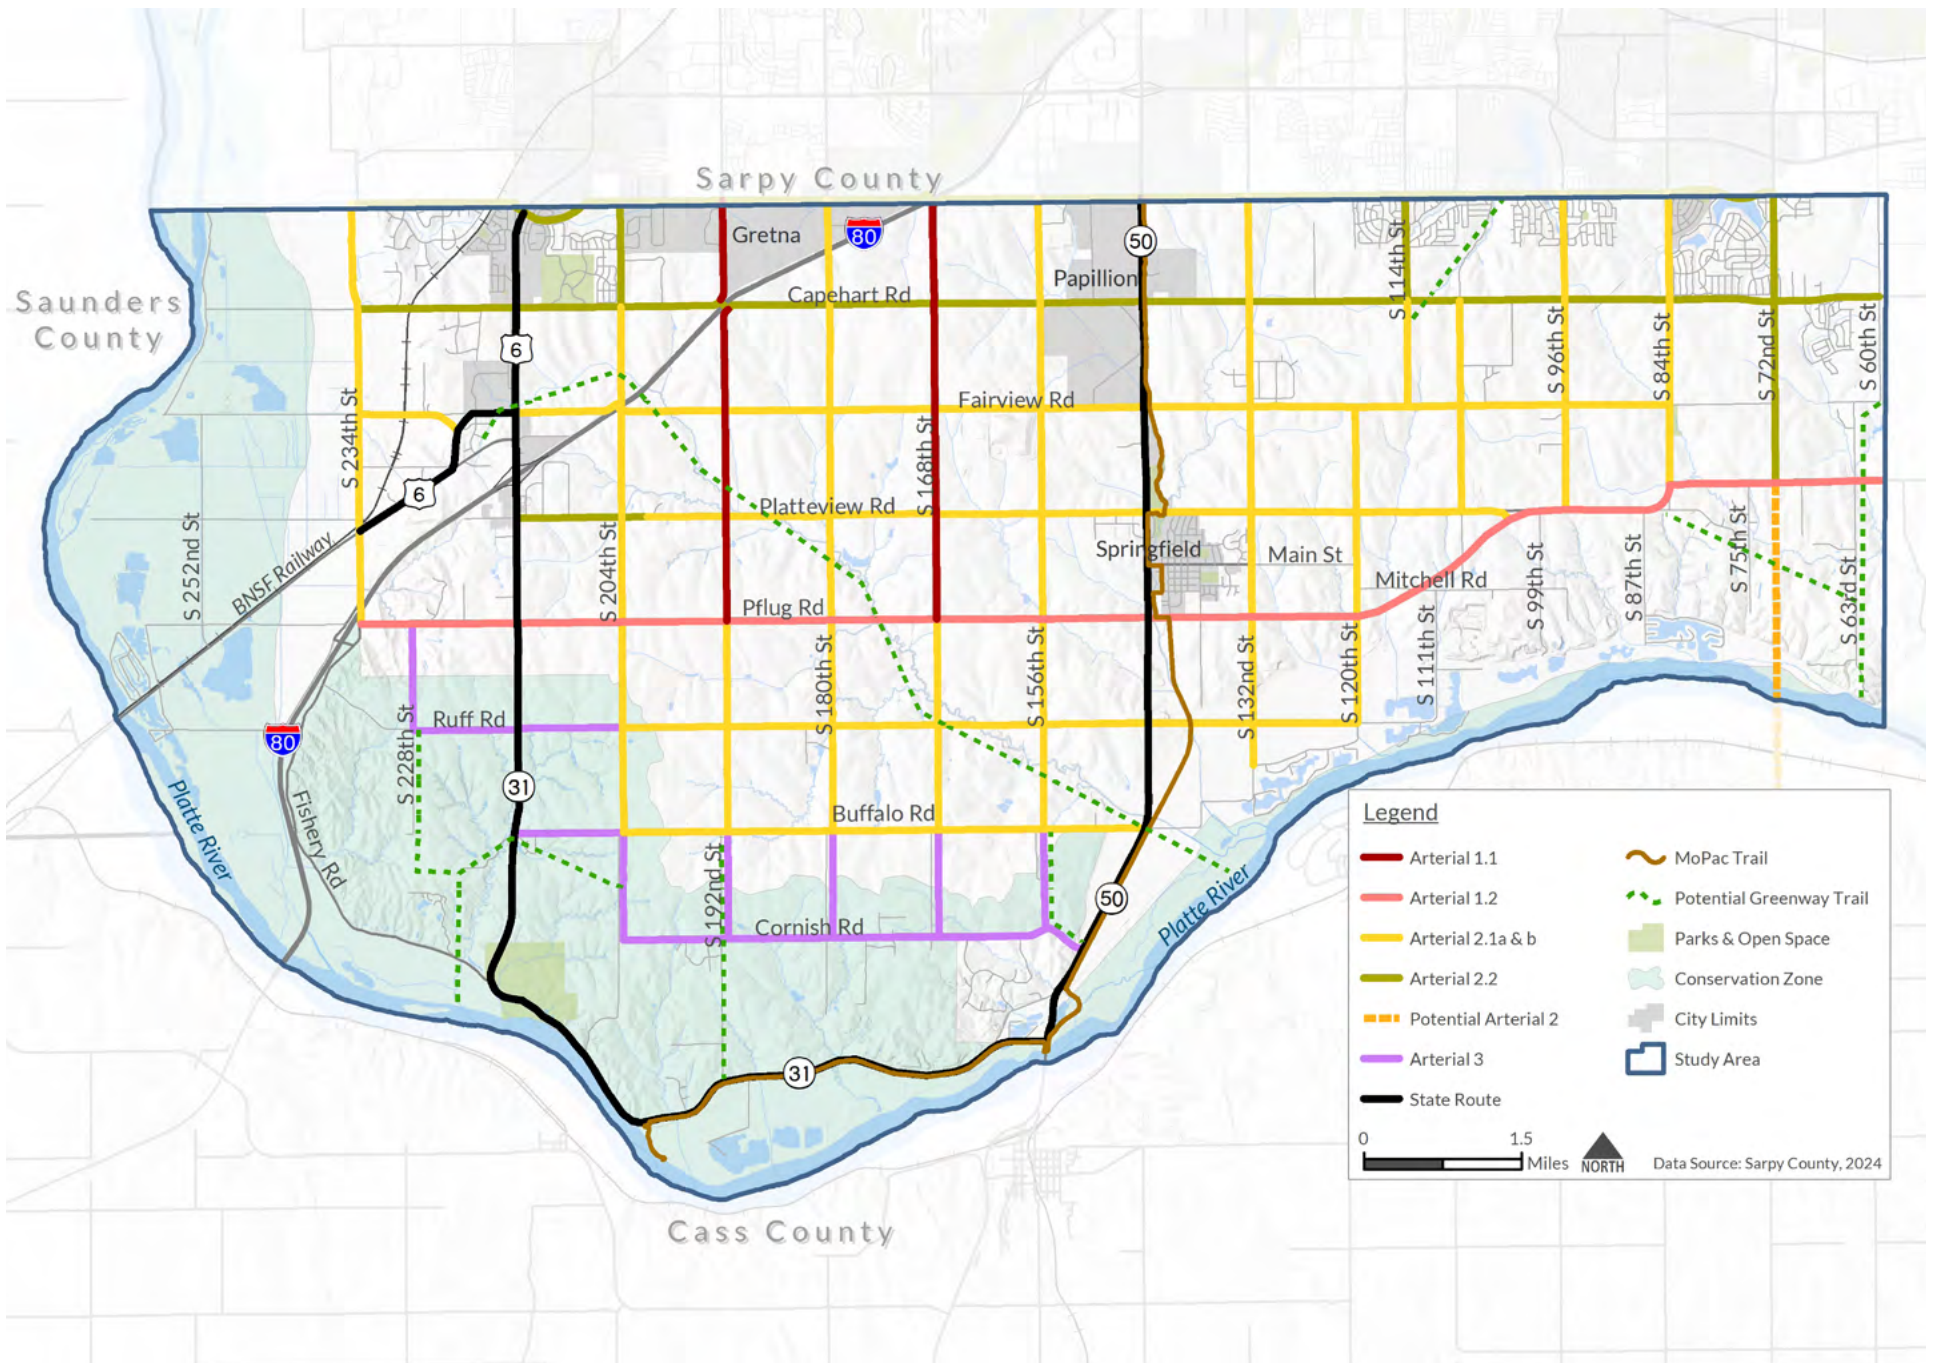 Sarpy County
Gretna
80
50
6
Papillion
Capehart Rd
S 114th St
Saunders
County
S 96th St
S 84th St
S 72nd St
S 60th St
S 234th St
Fairview Rd
S 168th St
6
Platteview Rd
S 252nd St
BNSF Railway
S 204th St
Springfield
Main St
Mitchell Rd
S 99th St
S 87th St
S 75th St
S 63rd St
Pflug Rd
S 180th St
S 156th St
S 132nd St
S 120th St
S 111th St
80
Ruff Rd
S 228th St
31
Platte River
Fishery Rd
Buffalo Rd
S 192nd St
Cornish Rd
50
Platte River
31
Cass County
Legend
Arterial 1.1
Arterial 1.2
Arterial 2.1a & b
Arterial 2.2
Potential Arterial 2
Arterial 3
State Route
MoPac Trail
Potential Greenway Trail
Parks & Open Space
Conservation Zone
City Limits
Study Area
0 1.5
Miles
NORTH
Data Source: Sarpy County, 2024